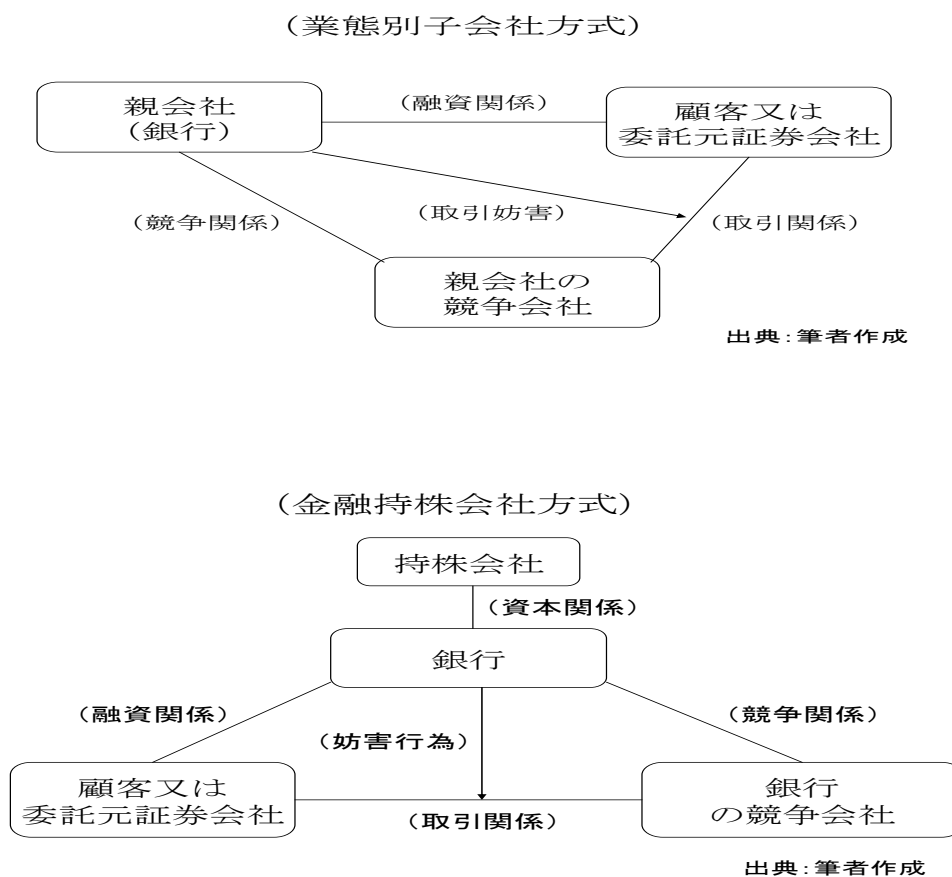 （業態別子会社方式）
親会社
（銀行）
（融資関係）
顧客又は
委託元証券会社
（競争関係）
（取引妨害）
（取引関係）
親会社の
競争会社
出典：筆者作成
（金融持株会社方式）
持株会社
（資本関係）
銀行
（融資関係）
（妨害行為）
（競争関係）
顧客又は
委託元証券会社
（取引関係）
銀行
の競争会社
出典：筆者作成